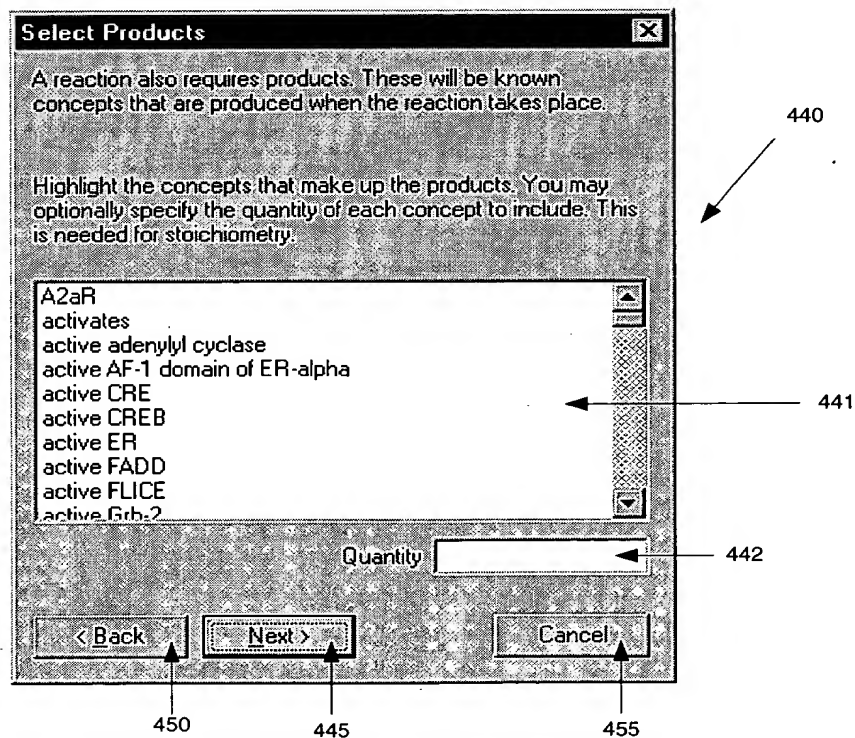 Select Products
A reaction also requires products. These will be known
concepts that are produced when the reaction takes place.
440
Highlight the concepts that make up the products. You may
optionally specify the quantity of each concept to include. This
is needed for stoichiometry.
A2aR
activates
active adenylyl cyclase
active AF-1 domain of ER-alpha
active CRE
441
active CREB
active ER
active FADD
active FLICE
active Grb-2
Quantity
442
< Back
Next >
Cancel
450
445
455